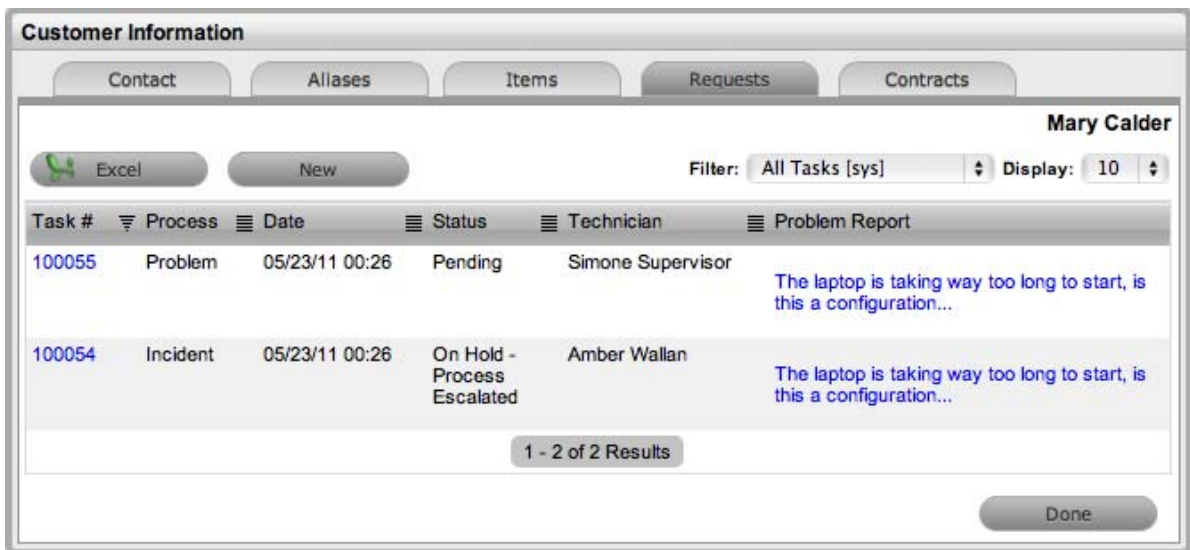 Customer Information
Contact Aliases Items Requests Contracts
Mary Calder
Excel New Filter: All Tasks [sys] Display: 10
Task # Process Date Status Technician Problem Report
100055 Problem 05/23/11 00:26 Pending Simone Supervisor
The laptop is taking way too long to start, is
this a configuration...
100054 Incident 05/23/11 00:26 On Hold - Amber Wallan
Process
Escalated
The laptop is taking way too long to start, is
this a configuration...
1 - 2 of 2 Results
Done